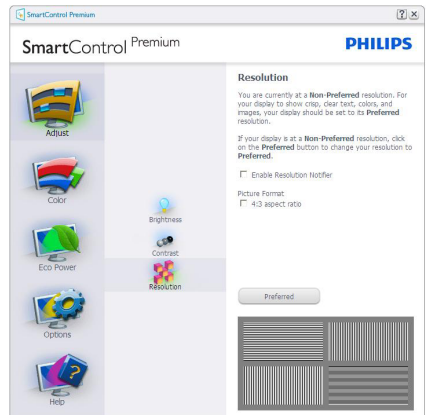 SmartControl Premium
SmartControl Premium
PHILIPS
Adjust
Color
Eco Power
Options
Help
Brightness
Contrast
Resolution
Resolution
You are currently at a Non-Preferred resolution. For
your display to show crisp, clear text, colors, and
images, your display should be set to its Preferred
resolution.
If your display is at a Non-Preferred resolution, click
on the Preferred button to change your resolution to
Preferred.
Enable Resolution Notifier
Picture Format
4:3 aspect ratio
Preferred